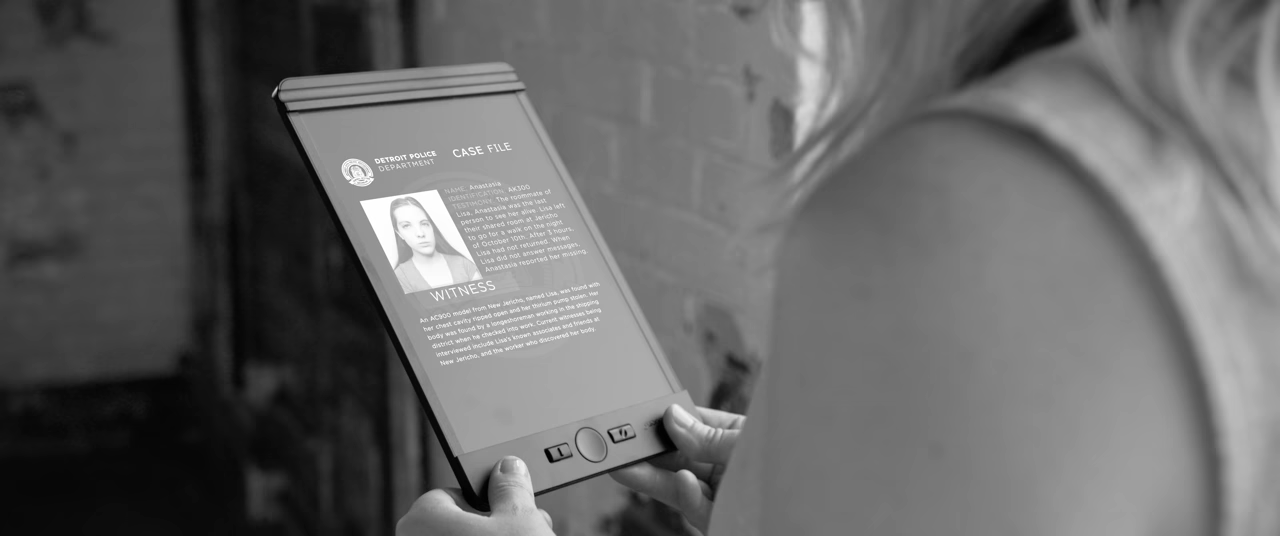 DETROIT POLICE
DEPARTMENT
CASE FILE
NAME: Anastasia
IDENTIFICATION: AK300
TESTIMONY: The roommate of
Lisa, Anastasia was the last
person to see her alive. Lisa left
their shared room at Jericho
to go for a walk on the night
of October 10th. After 3 hours,
Lisa had not returned. When
Lisa did not answer messages,
Anastasia reported her missing.
WITNESS
An AC900 model from New Jericho, named Lisa, was found with
her chest cavity ripped open and her thirium pump stolen. Her
body was found by a longshoreman working in the shipping
district when he checked into work. Current witnesses being
interviewed include Lisa's known associates and friends at
New Jericho, and the worker who discovered her body.